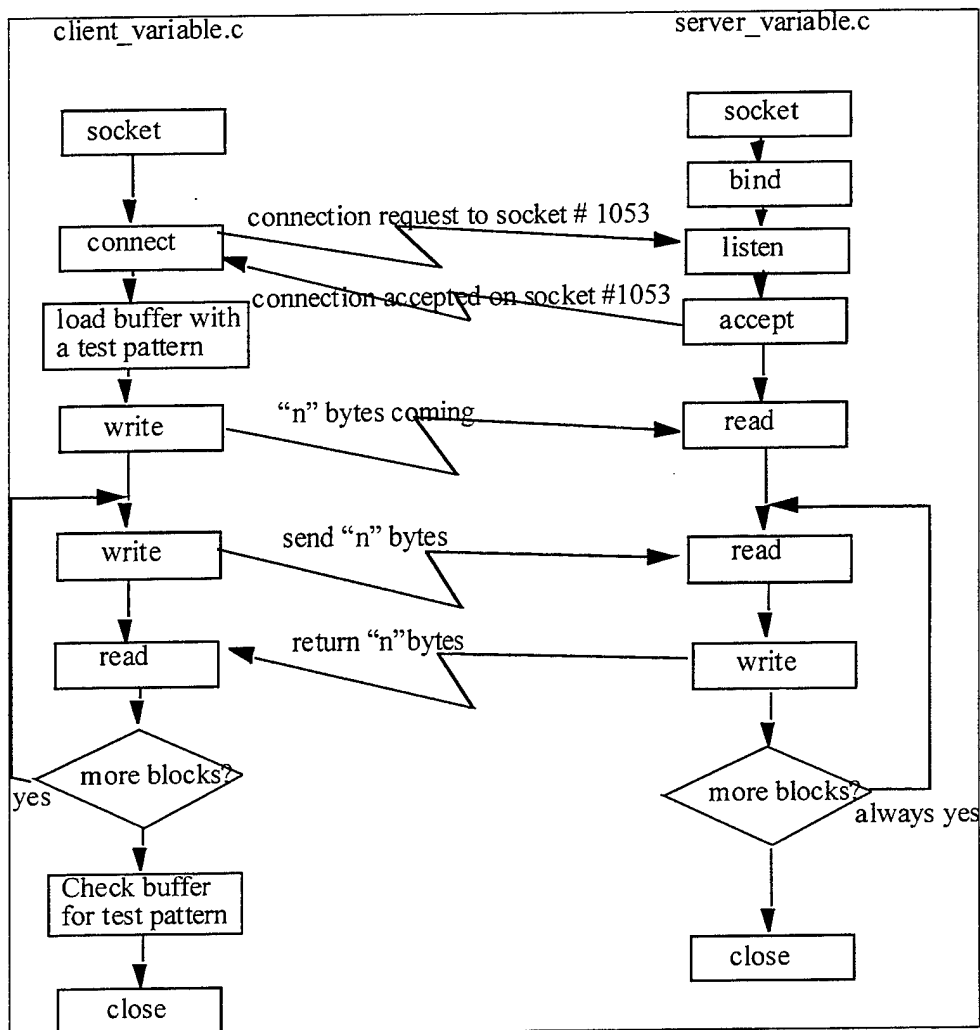 client_variable.c
server_variable.c
socket
socket
bind
connection request to socket # 1053
connect
listen
connection accepted on socket #1053
load buffer with
a test pattern
accept
"n" bytes coming
write
read
send "n" bytes
write
read
return "n"bytes
read
write
more blocks?
yes
more blocks?
always yes
Check buffer
for test pattern
close
close